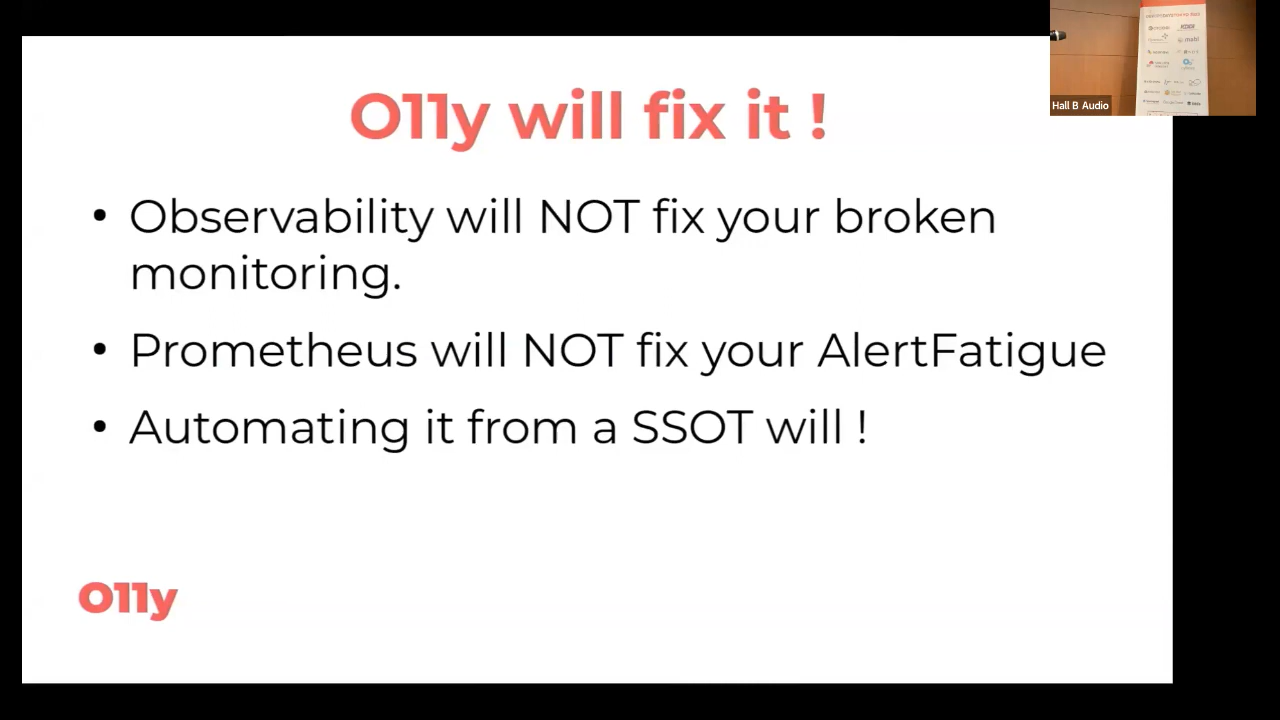 O11y will fix it !
• Observability will NOT fix your broken
monitoring.
• Prometheus will NOT fix your AlertFatigue
• Automating it from a SSOT will !
O11y
Hall B Audio